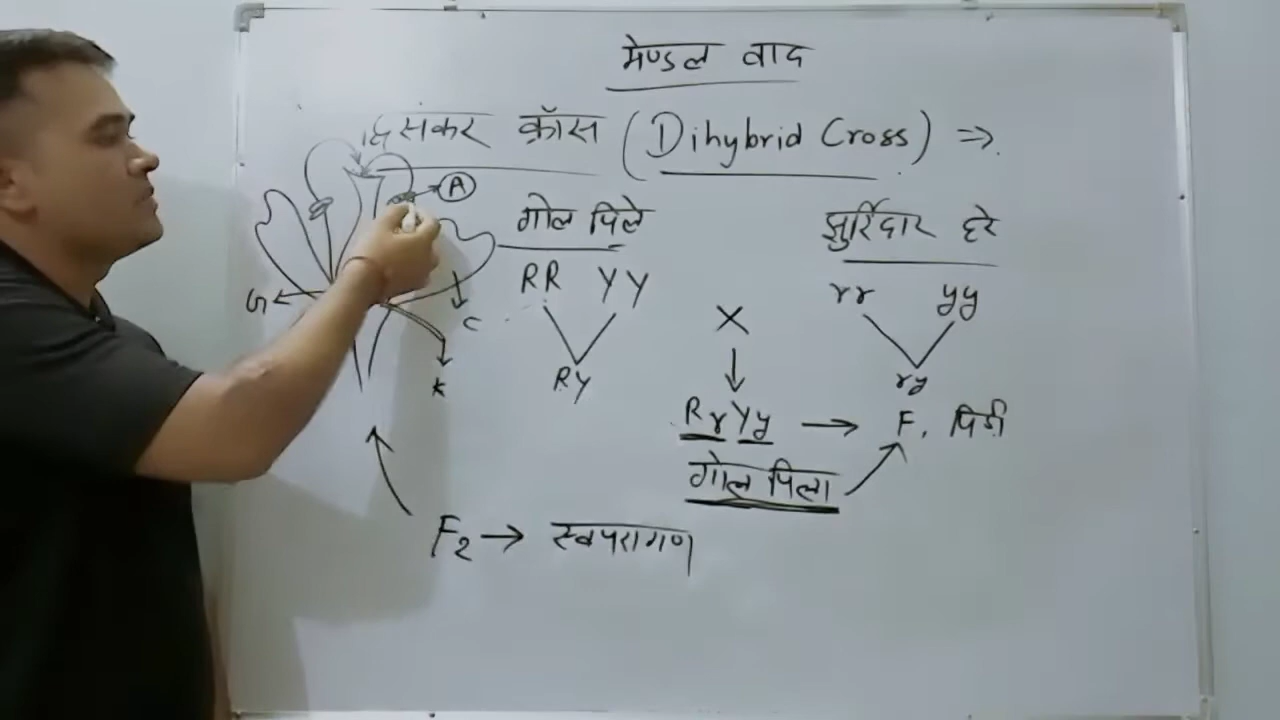 मेण्डल वाद
द्विसंकर क्रॉस (Dihybrid Cross) ⇒
A
गोल पिले
झुर्रिदार हरे
RR YY
rr yy
G
C
×
K
RY
ry
RrYy → F1 पिडी
गोल पिला
F2 → स्वपरागण